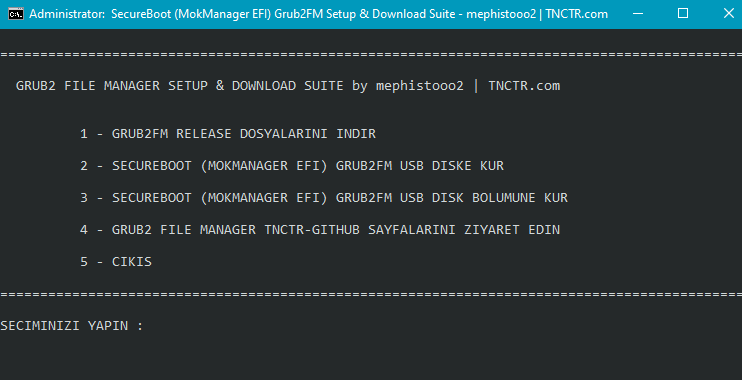 Administrator:  SecureBoot (MokManager EFI) Grub2FM Setup & Download Suite - mephistooo2 | TNCTR.com
=============================================================================================
GRUB2 FILE MANAGER SETUP & DOWNLOAD SUITE by mephistooo2 | TNCTR.com
1 - GRUB2FM RELEASE DOSYALARINI INDIR
2 - SECUREBOOT (MOKMANAGER EFI) GRUB2FM USB DISKE KUR
3 - SECUREBOOT (MOKMANAGER EFI) GRUB2FM USB DISK BOLUMUNE KUR
4 - GRUB2 FILE MANAGER TNCTR-GITHUB SAYFALARINI ZIYARET EDIN
5 - CIKIS
=============================================================================================
SECIMINIZI YAPIN :